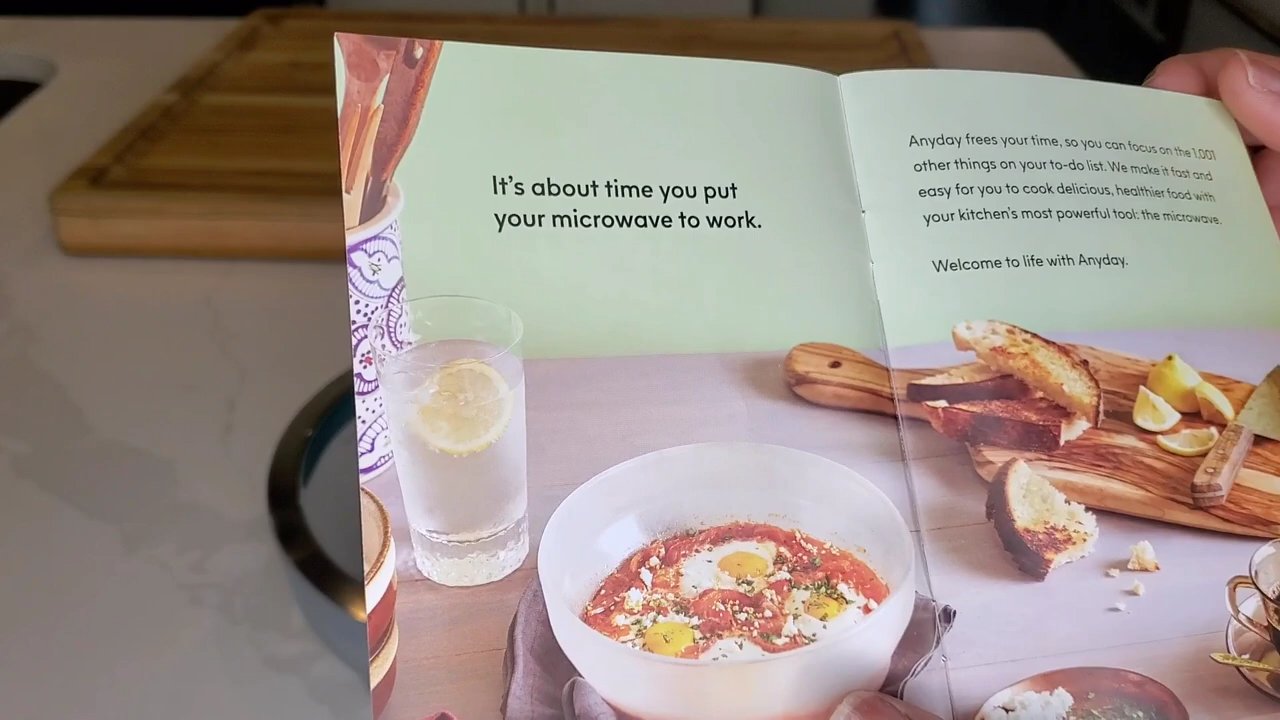 It's about time you put
your microwave to work.
Anyday frees your time, so you can focus on the 1,001
other things on your to-do list. We make it fast and
easy for you to cook delicious, healthier food with
your kitchen's most powerful tool: the microwave.
Welcome to life with Anyday.